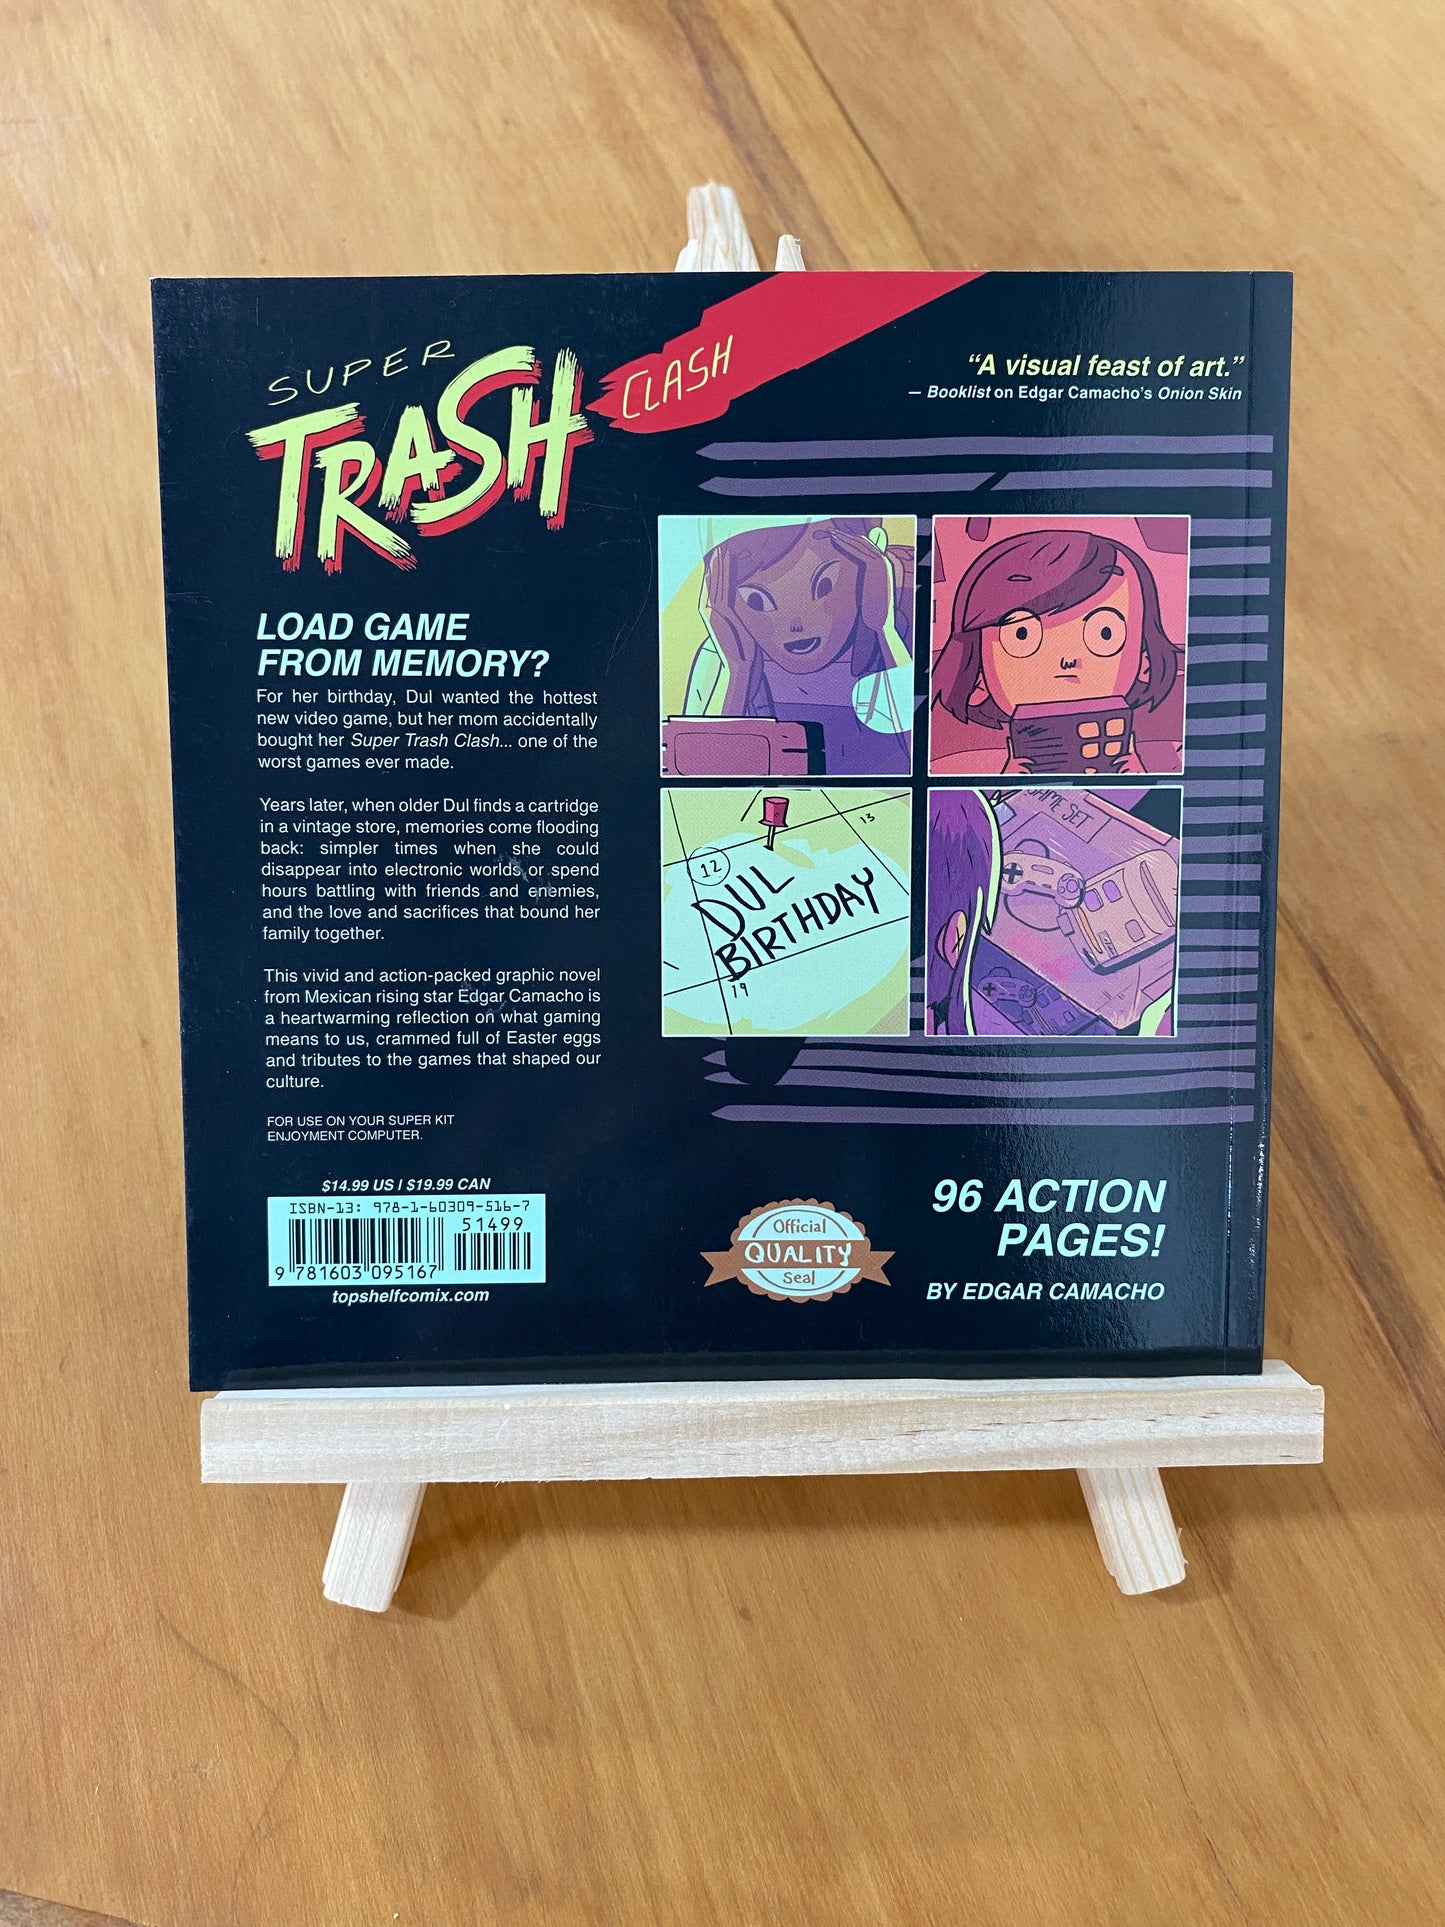 SUPER
TRASH
CLASH
“A visual feast of art.”
— Booklist on Edgar Camacho’s Onion Skin
LOAD GAME
FROM MEMORY?
For her birthday, Dul wanted the hottest
new video game, but her mom accidentally
bought her Super Trash Clash... one of the
worst games ever made.
Years later, when older Dul finds a cartridge
in a vintage store, memories come flooding
back: simpler times when she could
disappear into electronic worlds or spend
hours battling with friends and enemies,
and the love and sacrifices that bound her
family together.
This vivid and action-packed graphic novel
from Mexican rising star Edgar Camacho is
a heartwarming reflection on what gaming
means to us, crammed full of Easter eggs
and tributes to the games that shaped our
culture.
FOR USE ON YOUR SUPER KIT
ENJOYMENT COMPUTER.
$14.99 US | $19.99 CAN
ISBN-13: 978-1-60309-516-7
51499
9 781603 095167
topshelfcomix.com
12
13
DUL
BIRTHDAY
19
GAME SET
Official
QUALITY
Seal
96 ACTION
PAGES!
BY EDGAR CAMACHO